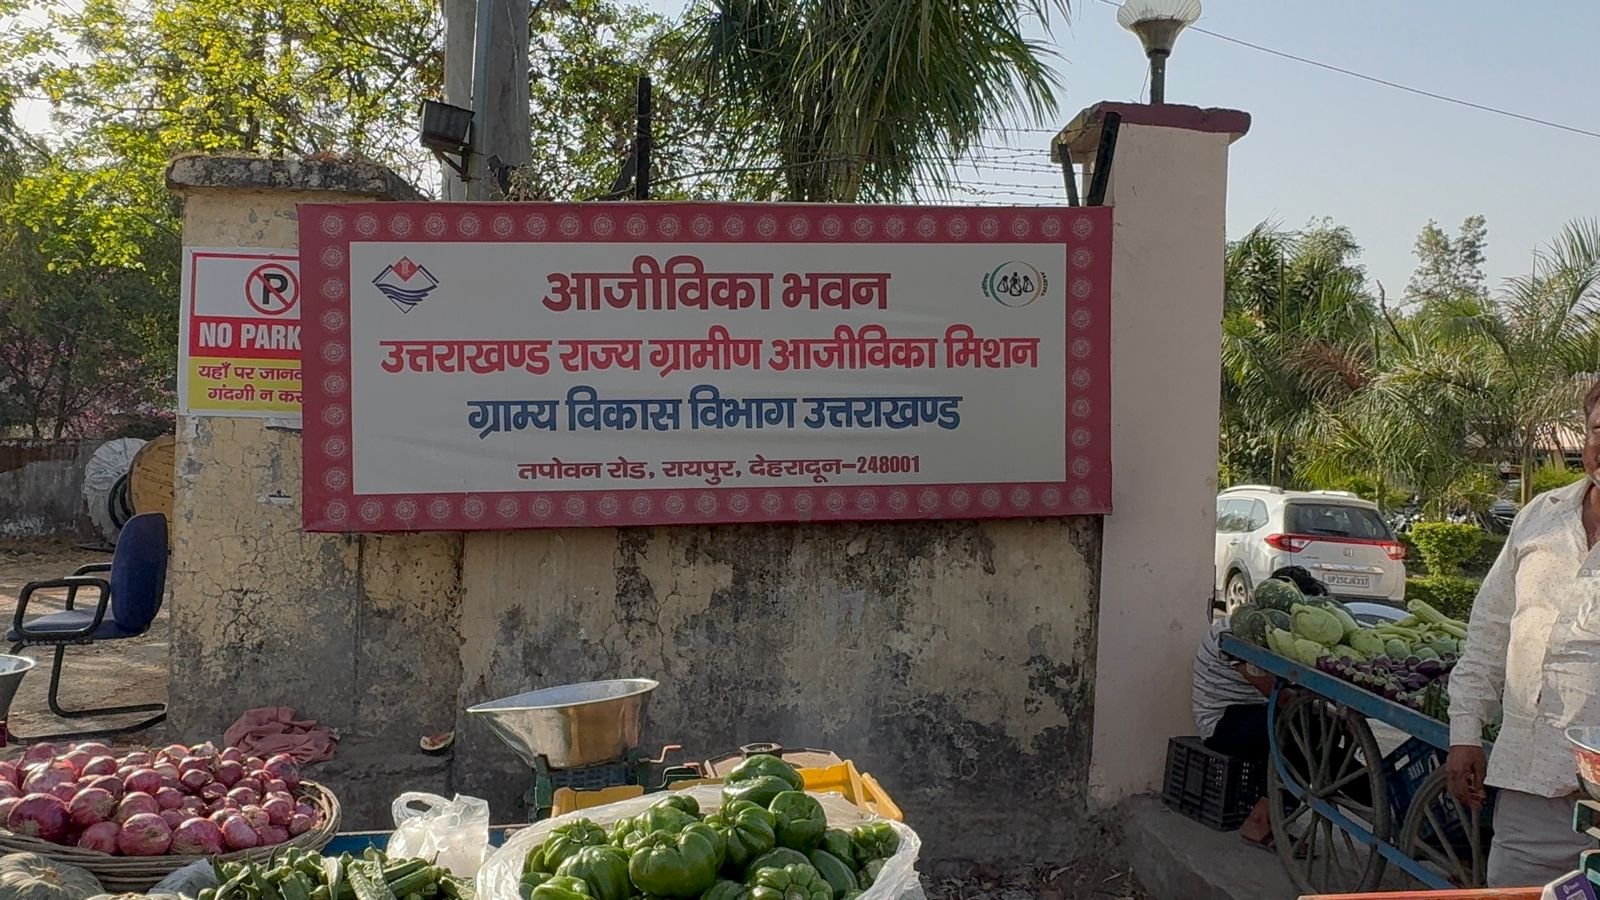 NO PARK
यहाँ पर जान
गंदगी न कर
आजीविका भवन
उत्तराखण्ड राज्य ग्रामीण आजीविका मिशन
ग्राम्य विकास विभाग उत्तराखण्ड
तपोवन रोड, रायपुर, देहरादून-248001
UP25CJ6337